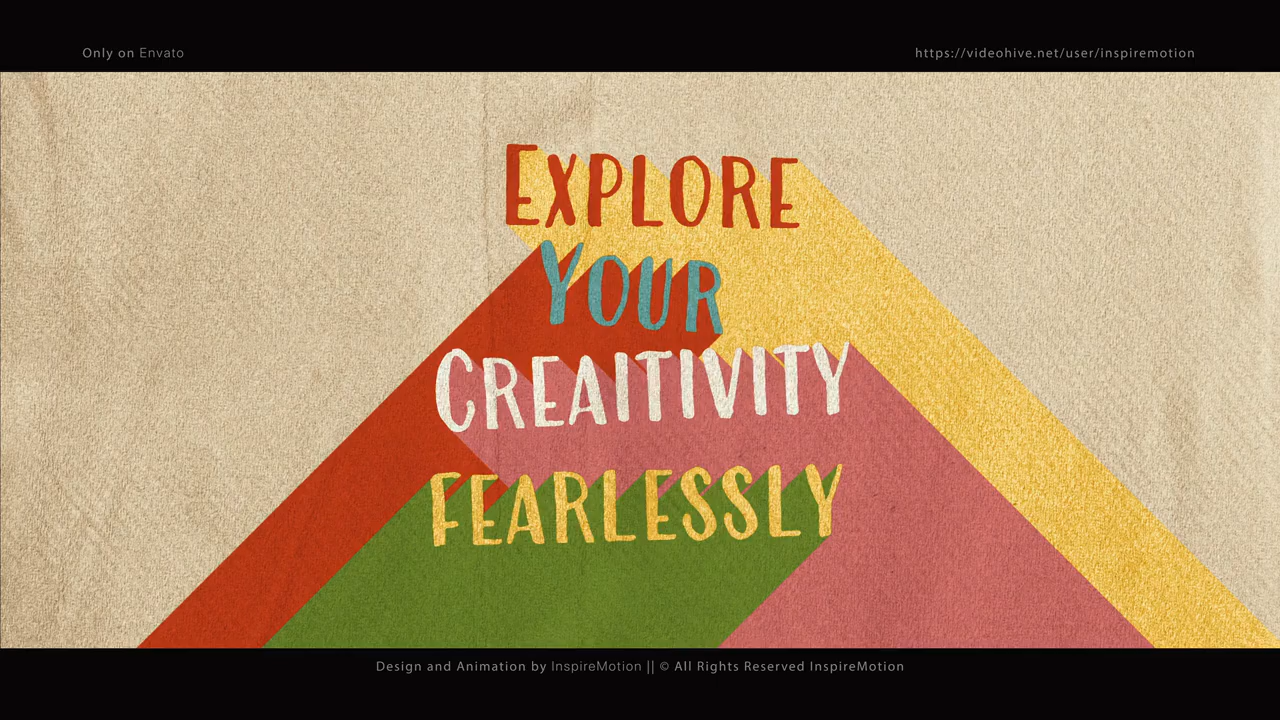 Only on Envato
https://videohive.net/user/inspiremotion
EXPLORE
YOUR
CREAITIVITY
FEARLESSLY
Design and Animation by InspireMotion || © All Rights Reserved InspireMotion